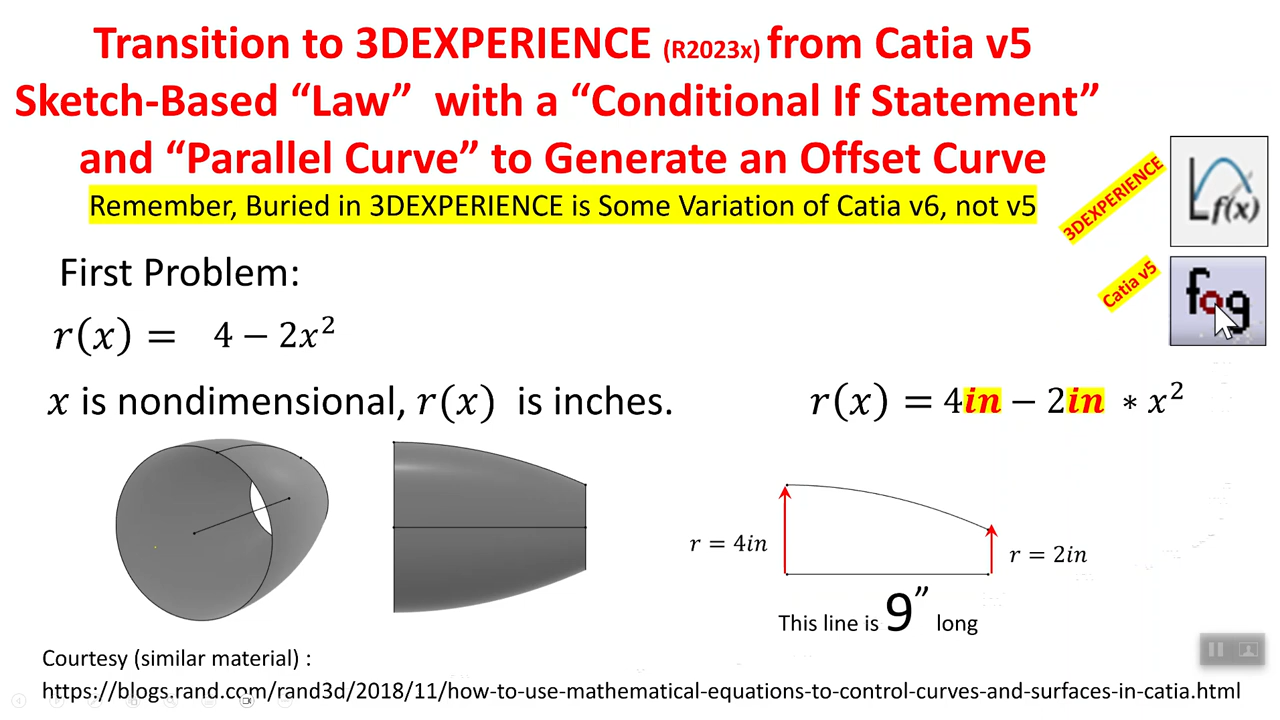 Transition to 3DEXPERIENCE (R2023x) from Catia v5
Sketch-Based “Law” with a “Conditional If Statement”
and “Parallel Curve” to Generate an Offset Curve
Remember, Buried in 3DEXPERIENCE is Some Variation of Catia v6, not v5
3DEXPERIENCE
f(x)
Catia v5
fog
First Problem:
r(x) = 4 − 2x²
x is nondimensional, r(x) is inches.
r(x) = 4in − 2in ∗ x²
r = 4in
r = 2in
This line is 9” long
Courtesy (similar material) :
https://blogs.rand.com/rand3d/2018/11/how-to-use-mathematical-equations-to-control-curves-and-surfaces-in-catia.html